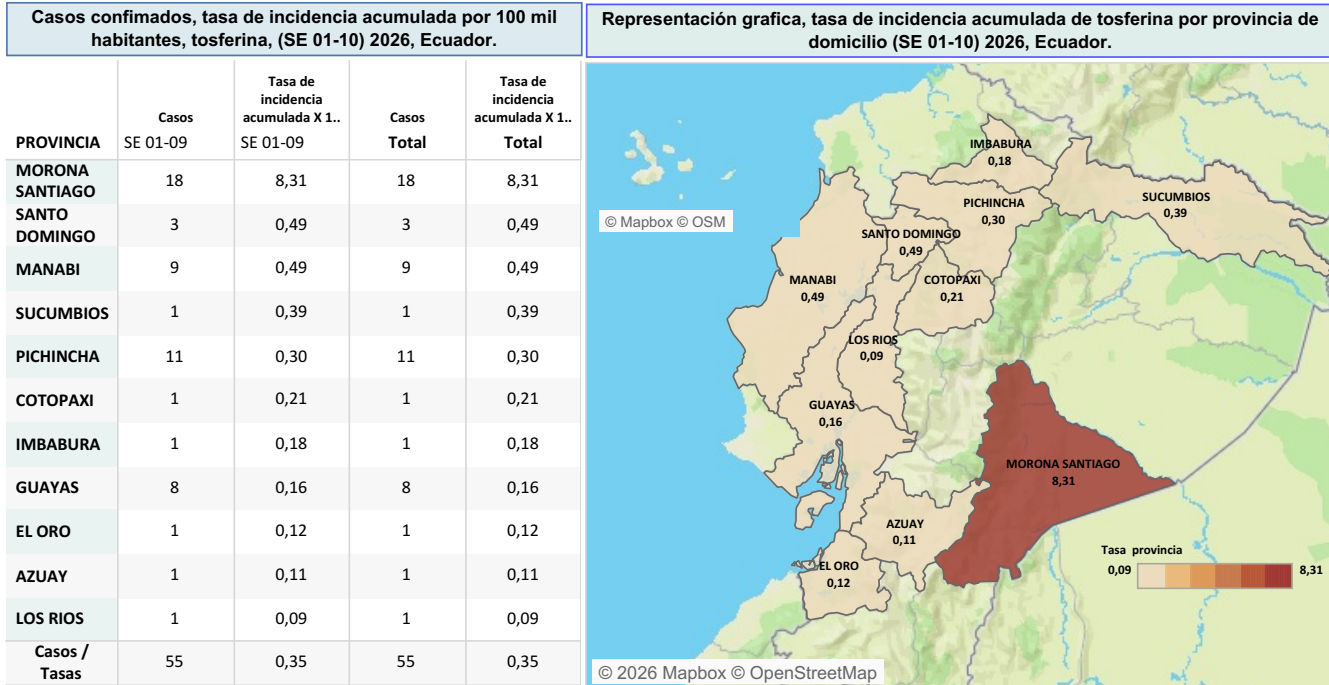 Casos confimados, tasa de incidencia acumulada por 100 mil
habitantes, tosferina, (SE 01-10) 2026, Ecuador.
Representación grafica, tasa de incidencia acumulada de tosferina por provincia de
domicilio (SE 01-10) 2026, Ecuador.
PROVINCIA
Casos
SE 01-09
Tasa de
incidencia
acumulada X 1..
SE 01-09
Casos
Total
Tasa de
incidencia
acumulada X 1..
Total
MORONA
SANTIAGO
18 8,31 18 8,31
SANTO
DOMINGO
3 0,49 3 0,49
MANABI 9 0,49 9 0,49
SUCUMBIOS 1 0,39 1 0,39
PICHINCHA 11 0,30 11 0,30
COTOPAXI 1 0,21 1 0,21
IMBABURA 1 0,18 1 0,18
GUAYAS 8 0,16 8 0,16
EL ORO 1 0,12 1 0,12
AZUAY 1 0,11 1 0,11
LOS RIOS 1 0,09 1 0,09
Casos /
Tasas
55 0,35 55 0,35
© Mapbox © OSM
IMBABURA
0,18
PICHINCHA
0,30
SUCUMBIOS
0,39
SANTO DOMINGO
0,49
MANABI
0,49
COTOPAXI
0,21
LOS RIOS
0,09
GUAYAS
0,16
MORONA SANTIAGO
8,31
AZUAY
0,11
EL ORO
0,12
Tasa provincia
0,09 8,31
© 2026 Mapbox © OpenStreetMap